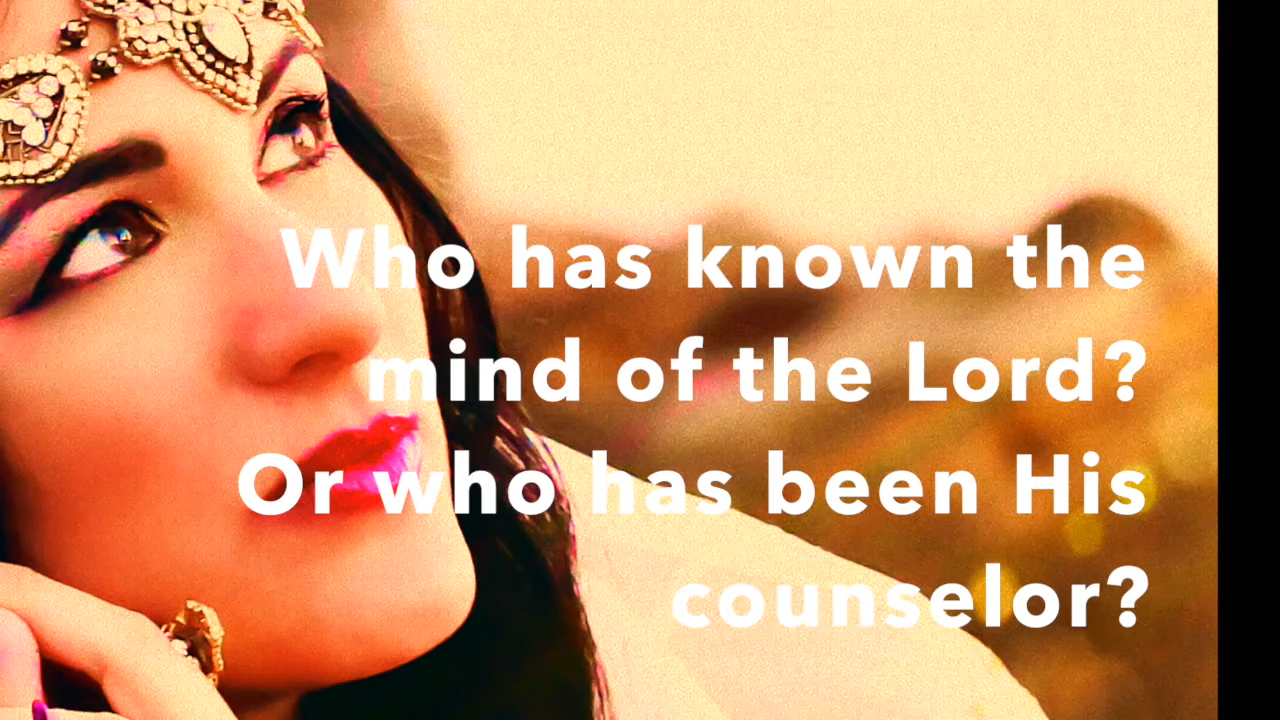 Who has known the
mind of the Lord?
Or who has been His
counselor?